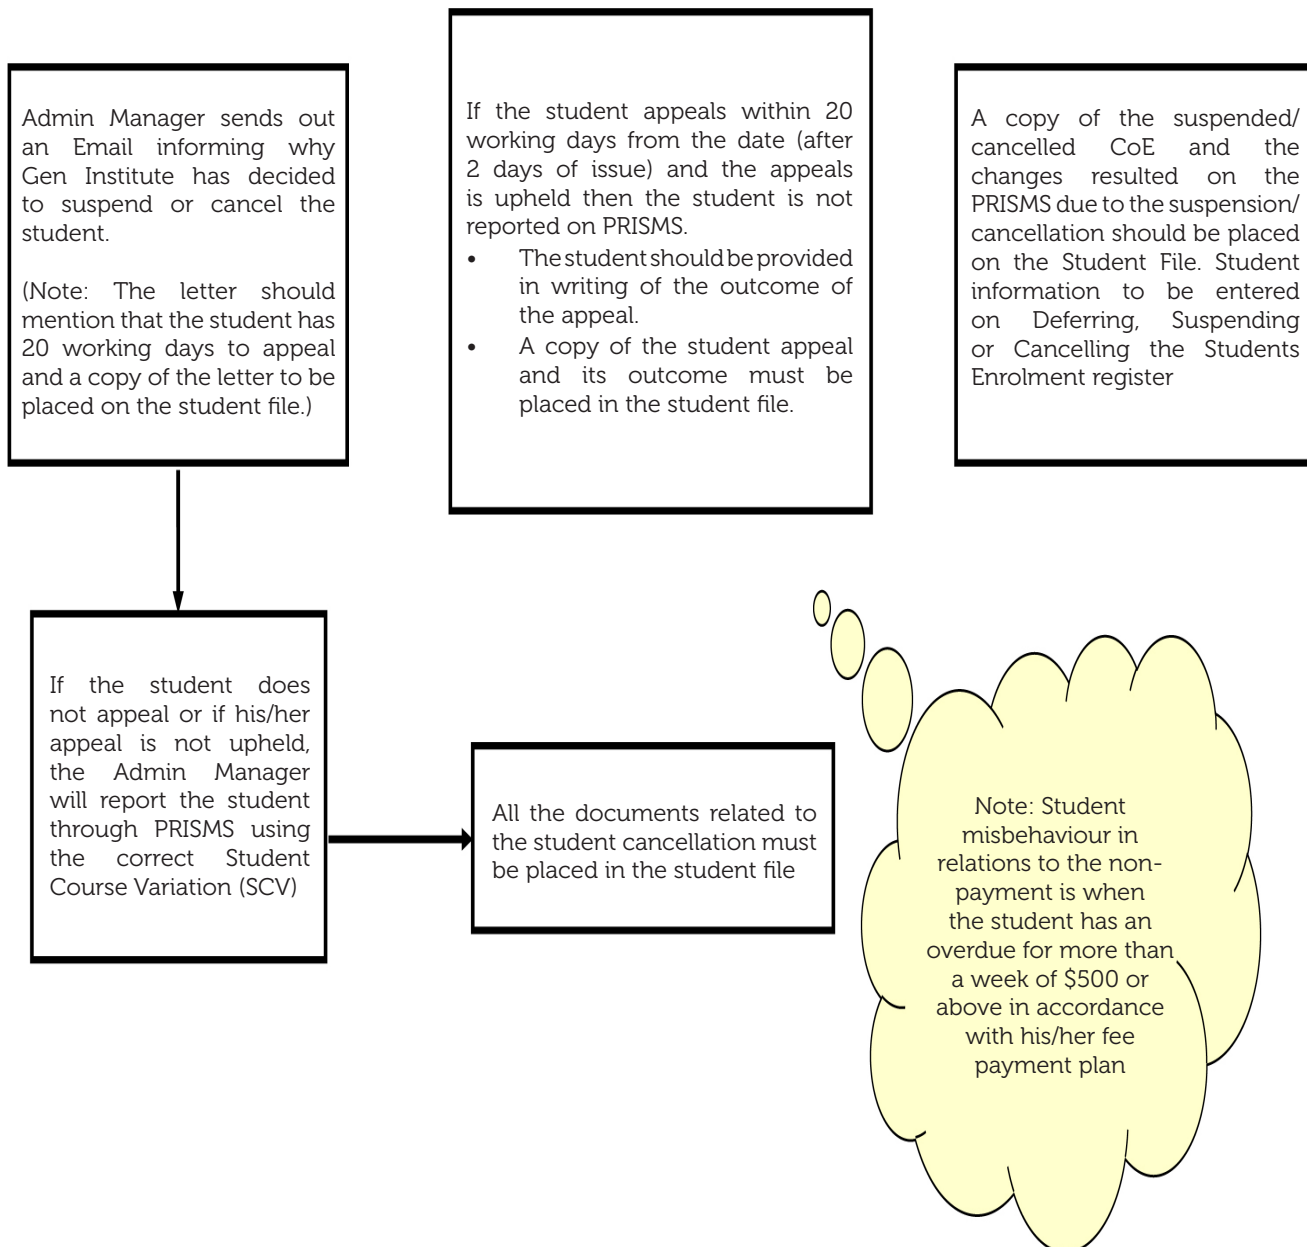 Admin Manager sends out
an Email informing why
Gen Institute has decided
to suspend or cancel the
student.
(Note: The letter should
mention that the student has
20 working days to appeal
and a copy of the letter to be
placed on the student file.)
If the student appeals within 20
working days from the date (after
2 days of issue) and the appeals
is upheld then the student is not
reported on PRISMS.
• The student should be provided
in writing of the outcome of
the appeal.
• A copy of the student appeal
and its outcome must be
placed in the student file.
A copy of the suspended/
cancelled CoE and the
changes resulted on the
PRISMS due to the suspension/
cancellation should be placed
on the Student File. Student
information to be entered
on Deferring, Suspending
or Cancelling the Students
Enrolment register
If the student does
not appeal or if his/her
appeal is not upheld,
the Admin Manager
will report the student
through PRISMS using
the correct Student
Course Variation (SCV)
All the documents related to
the student cancellation must
be placed in the student file
Note: Student
misbehaviour in
relations to the non-
payment is when
the student has an
overdue for more than
a week of $500 or
above in accordance
with his/her fee
payment plan